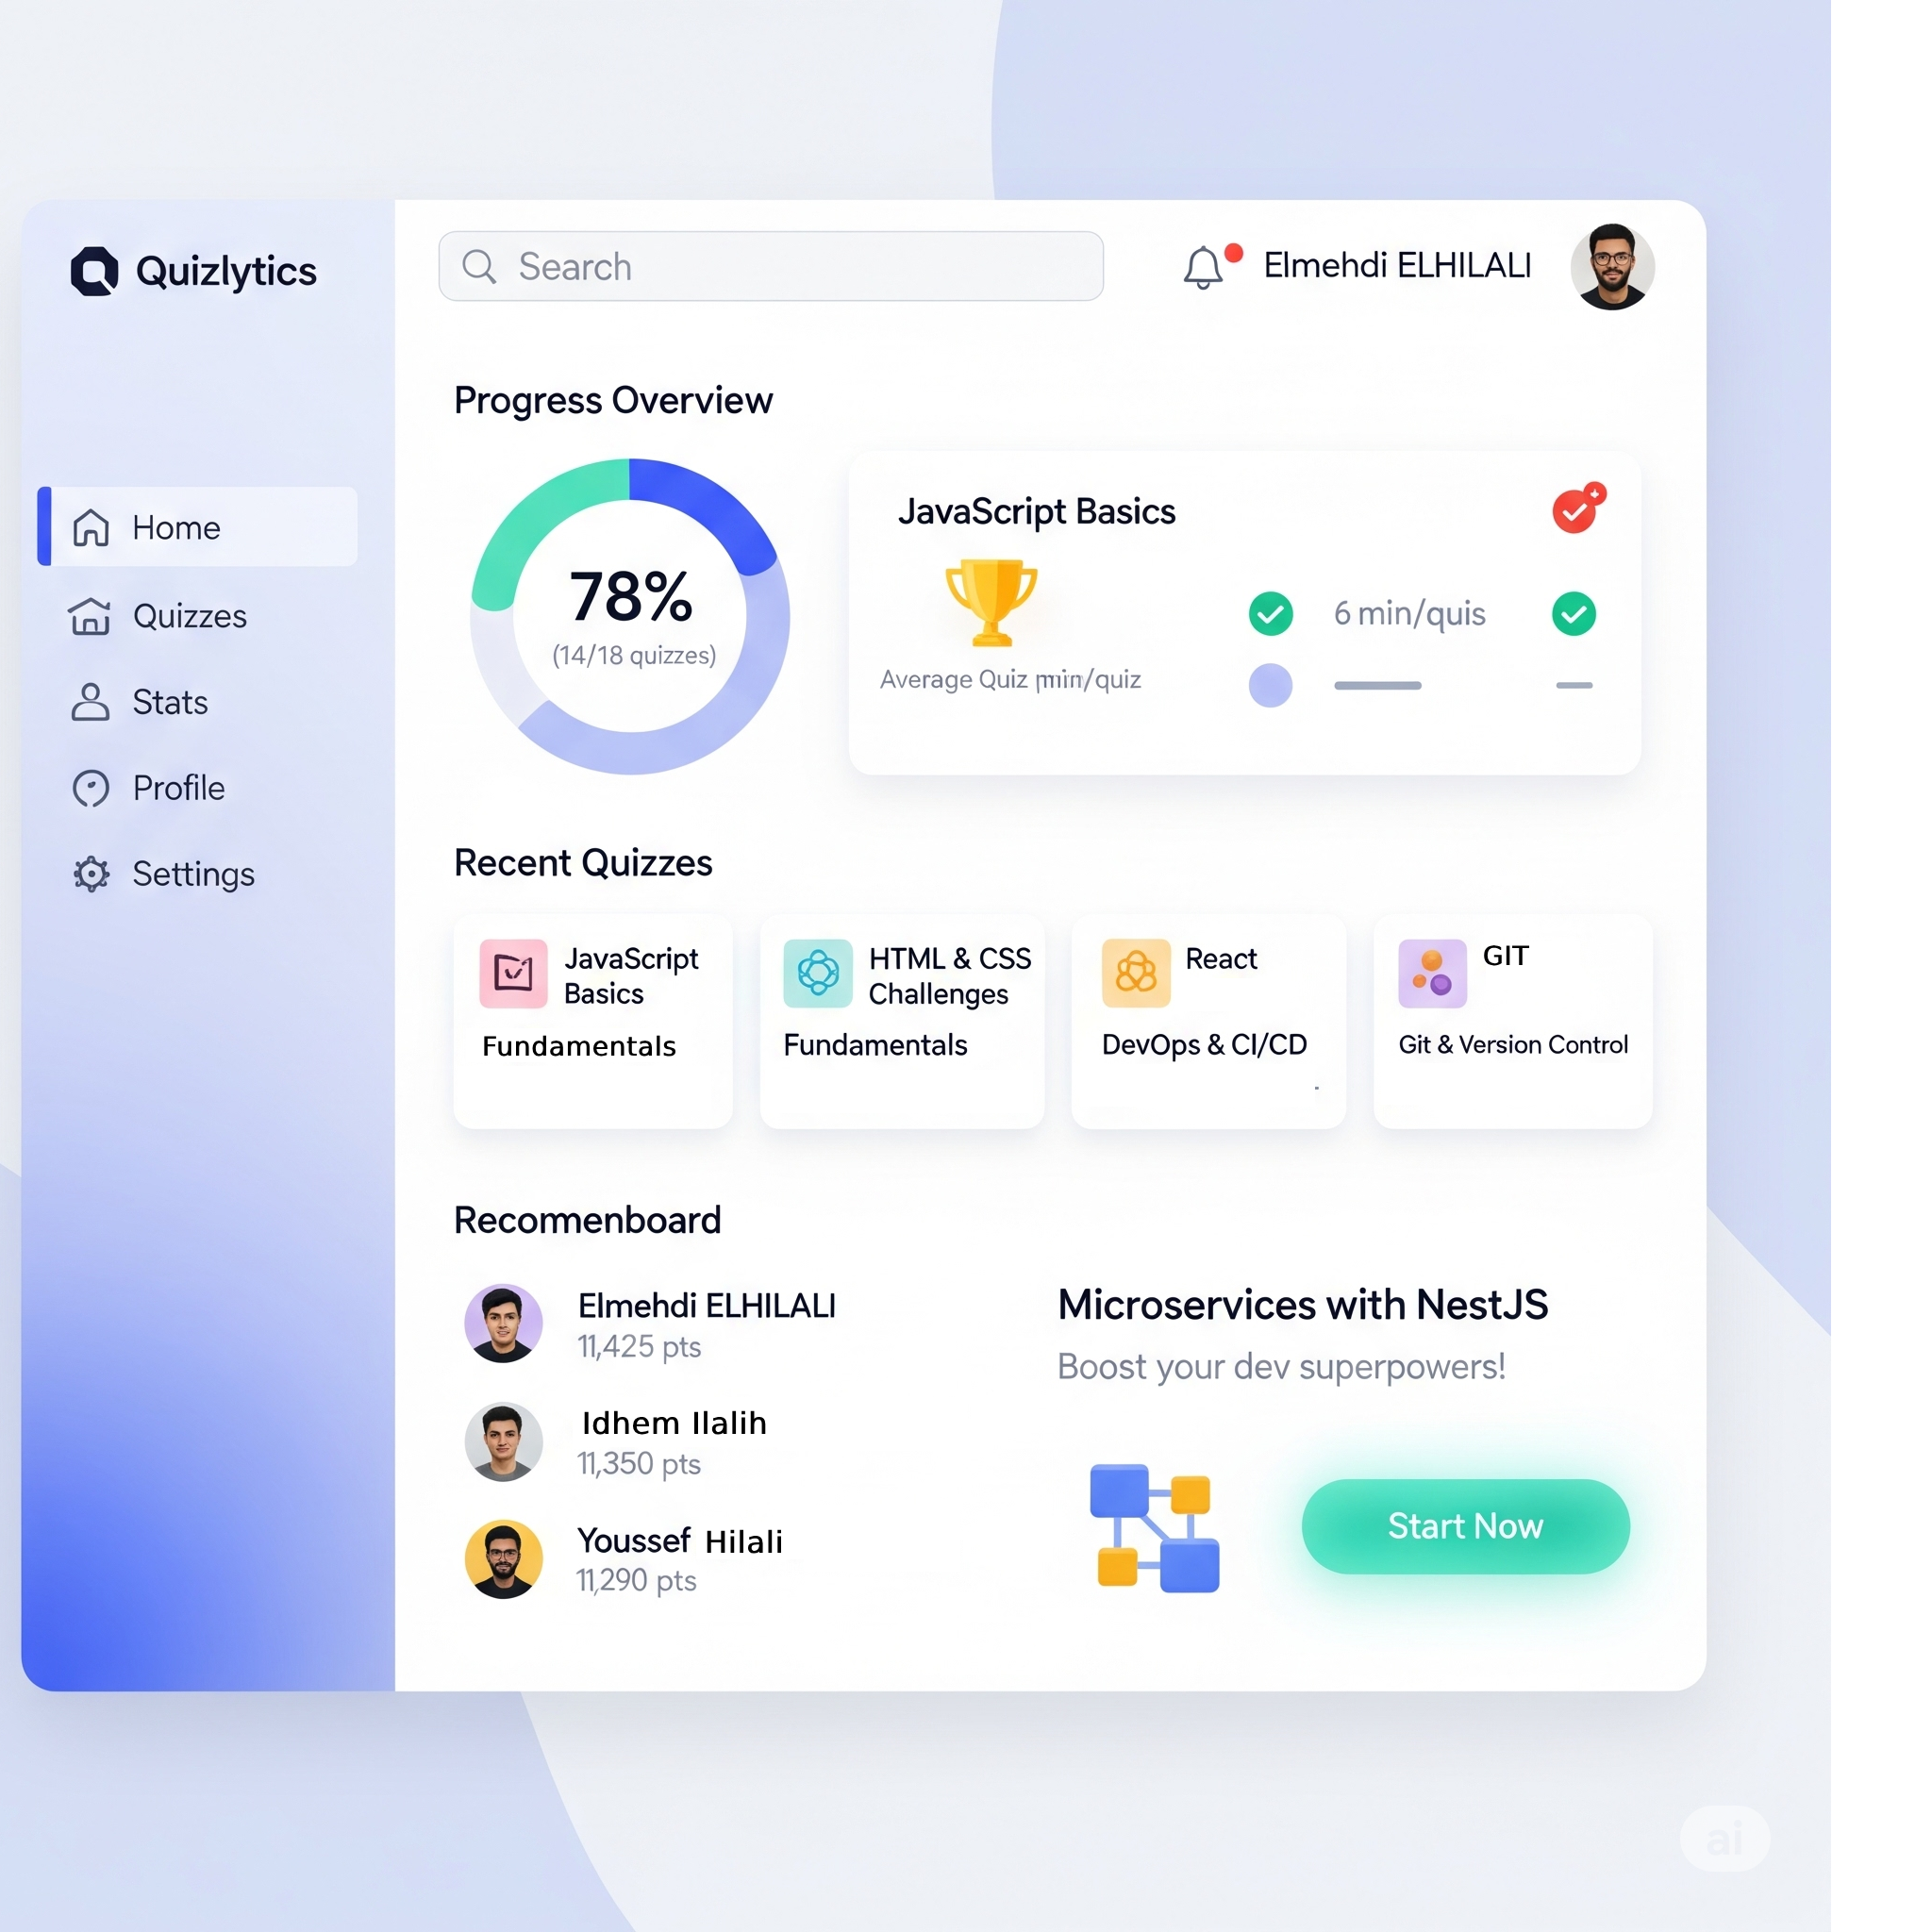 Quizlytics
Search
Elmehdi ELHILALI
Home
Quizzes
Stats
Profile
Settings
Progress Overview
78%
(14/18 quizzes)
JavaScript Basics
6 min/quis
Average Quiz min/quiz
Recent Quizzes
JavaScript
Basics
Fundamentals
HTML & CSS
Challenges
Fundamentals
React
DevOps & CI/CD
GIT
Git & Version Control
Recomenboard
Elmehdi ELHILALI
11,425 pts
Idhem Ilalih
11,350 pts
Youssef Hilali
11,290 pts
Microservices with NestJS
Boost your dev superpowers!
Start Now
ai